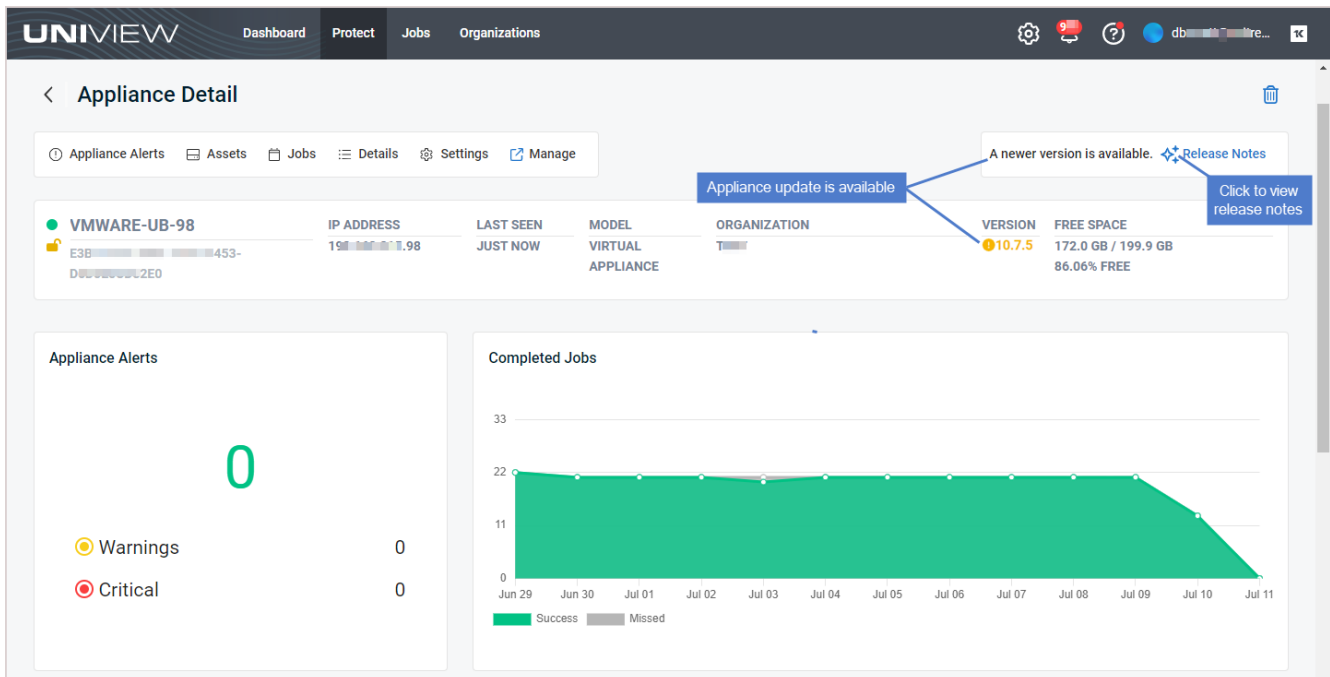 UNIVIEW Dashboard Protect Jobs Organizations
Appliance Detail
Appliance Alerts Assets Jobs Details Settings Manage
A newer version is available. Release Notes
Appliance update is available
Click to view
release notes
VMWARE-UB-98
IP ADDRESS
LAST SEEN
MODEL
ORGANIZATION
VERSION
FREE SPACE
.98
JUST NOW
VIRTUAL
APPLIANCE
10.7.5
172.0 GB / 199.9 GB
86.06% FREE
Appliance Alerts
0
Warnings 0
Critical 0
Completed Jobs
33
22
11
0
Jun 29 Jun 30 Jul 01 Jul 02 Jul 03 Jul 04 Jul 05 Jul 06 Jul 07 Jul 08 Jul 09 Jul 10 Jul 11
Success Missed